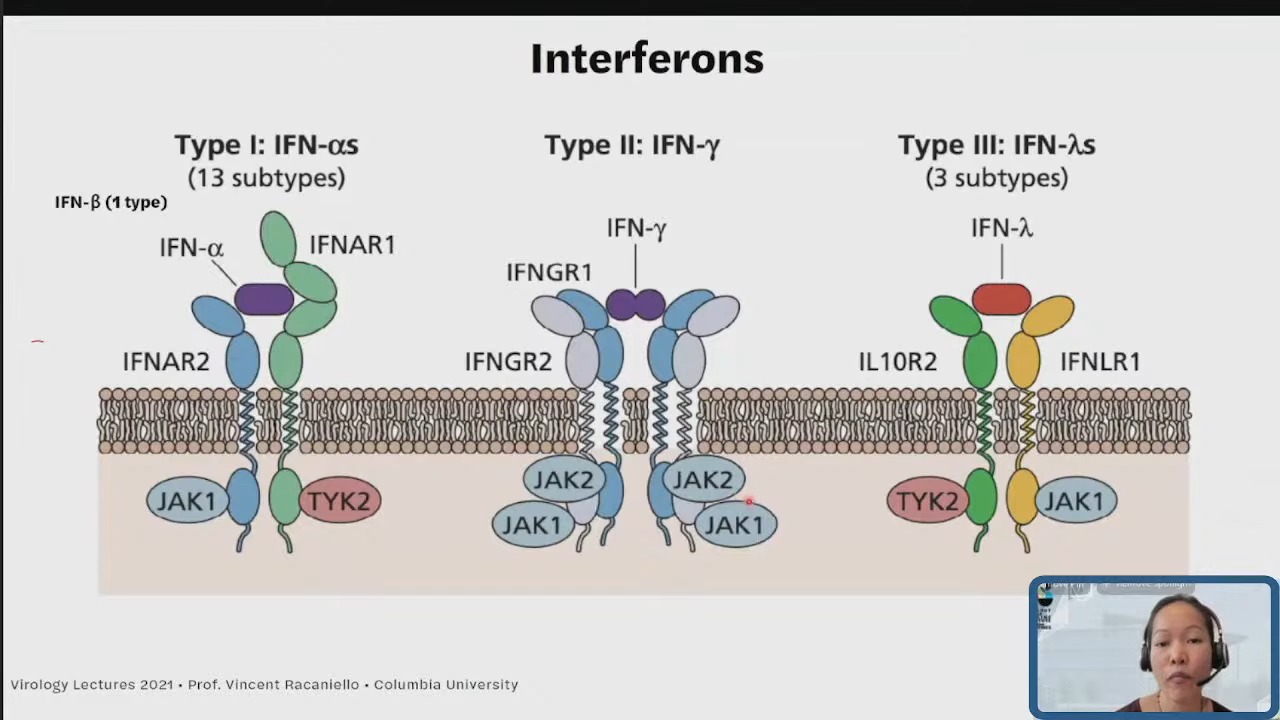 Interferons
Type I: IFN-αs
(13 subtypes)
IFN-β (1 type)
IFN-α
IFNAR1
IFNAR2
JAK1
TYK2
Type II: IFN-γ
IFN-γ
IFNGR1
IFNGR2
JAK2
JAK1
JAK2
JAK1
Type III: IFN-λs
(3 subtypes)
IFN-λ
IL10R2
IFNLR1
TYK2
JAK1
Virology Lectures 2021 • Prof. Vincent Racaniello • Columbia University